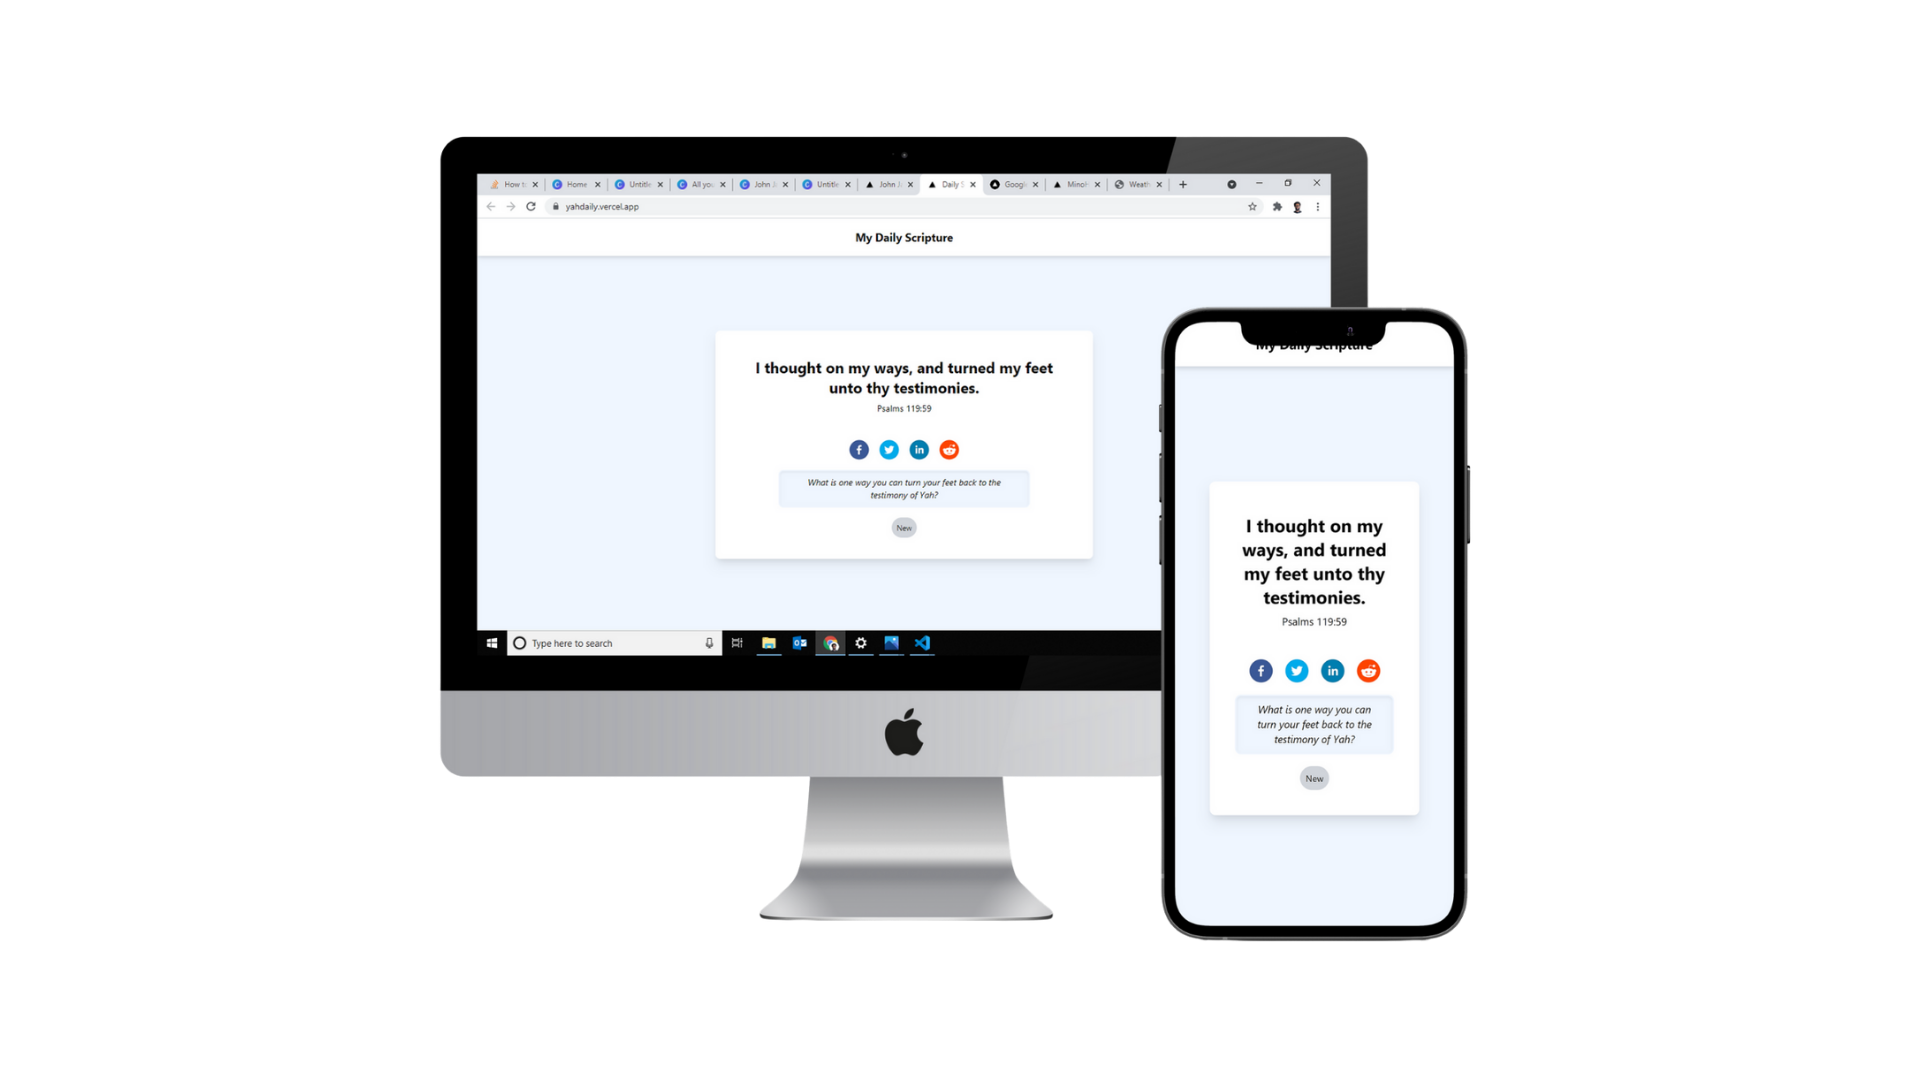 How t
Home
Untitle
All yo
John J
Untitle
John J
Daily S
Googl
Mino
Weath
yahdaily.vercel.app
My Daily Scripture
I thought on my ways, and turned my feet
unto thy testimonies.
Psalms 119:59
What is one way you can turn your feet back to the
testimony of Yah?
New
Type here to search
My Daily Scripture
I thought on my
ways, and turned
my feet unto thy
testimonies.
Psalms 119:59
What is one way you can
turn your feet back to the
testimony of Yah?
New